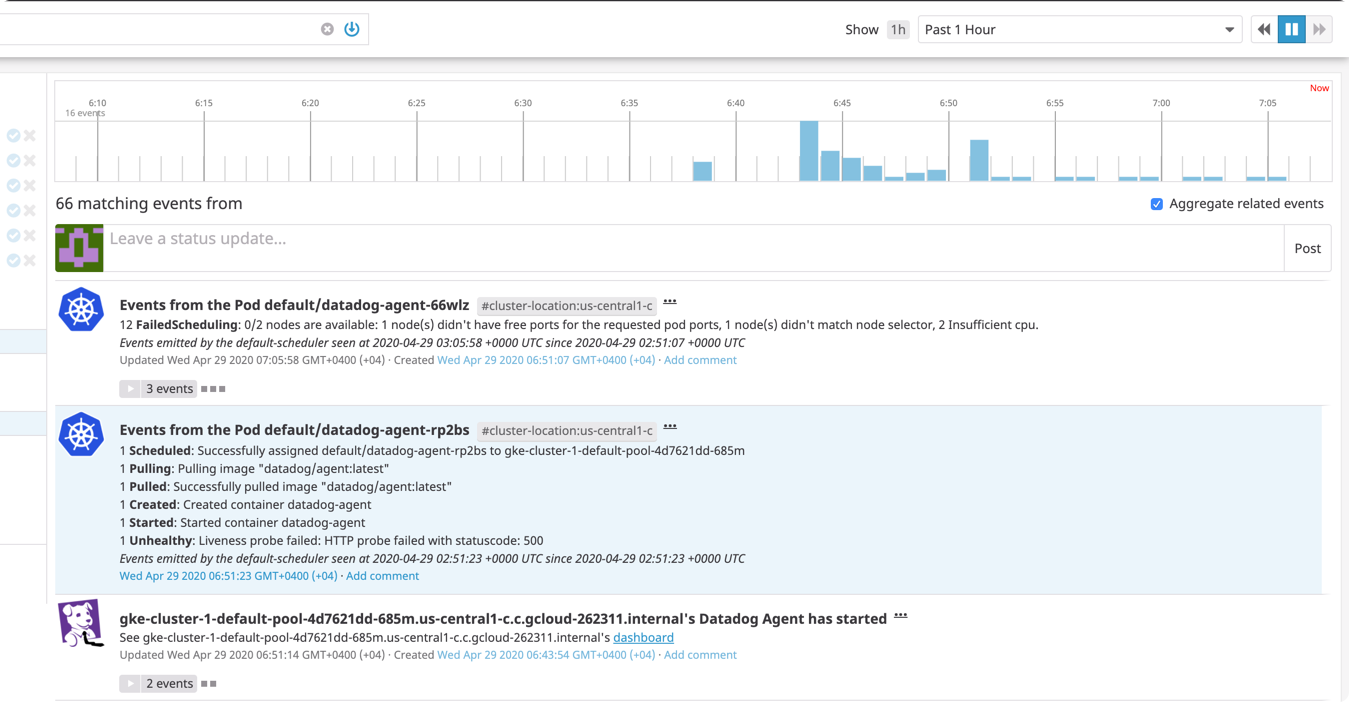 Show 1h Past 1 Hour
Now
6:10 6:15 6:20 6:25 6:30 6:35 6:40 6:45 6:50 6:55 7:00 7:05
16 events
66 matching events from
Aggregate related events
Leave a status update...
Post
Events from the Pod default/datadog-agent-66wlz #cluster-location:us-central1-c ...
12 FailedScheduling: 0/2 nodes are available: 1 node(s) didn't have free ports for the requested pod ports, 1 node(s) didn't match node selector, 2 Insufficient cpu.
Events emitted by the default-scheduler seen at 2020-04-29 03:05:58 +0000 UTC since 2020-04-29 02:51:07 +0000 UTC
Updated Wed Apr 29 2020 07:05:58 GMT+0400 (+04) · Created Wed Apr 29 2020 06:51:07 GMT+0400 (+04) · Add comment
3 events
Events from the Pod default/datadog-agent-rp2bs #cluster-location:us-central1-c ...
1 Scheduled: Successfully assigned default/datadog-agent-rp2bs to gke-cluster-1-default-pool-4d7621dd-685m
1 Pulling: Pulling image "datadog/agent:latest"
1 Pulled: Successfully pulled image "datadog/agent:latest"
1 Created: Created container datadog-agent
1 Started: Started container datadog-agent
1 Unhealthy: Liveness probe failed: HTTP probe failed with statuscode: 500
Events emitted by the default-scheduler seen at 2020-04-29 02:51:23 +0000 UTC since 2020-04-29 02:51:23 +0000 UTC
Wed Apr 29 2020 06:51:23 GMT+0400 (+04) · Add comment
gke-cluster-1-default-pool-4d7621dd-685m.us-central1-c.c.gcloud-262311.internal's Datadog Agent has started ...
See gke-cluster-1-default-pool-4d7621dd-685m.us-central1-c.c.gcloud-262311.internal's dashboard
Updated Wed Apr 29 2020 06:51:14 GMT+0400 (+04) · Created Wed Apr 29 2020 06:43:54 GMT+0400 (+04) · Add comment
2 events